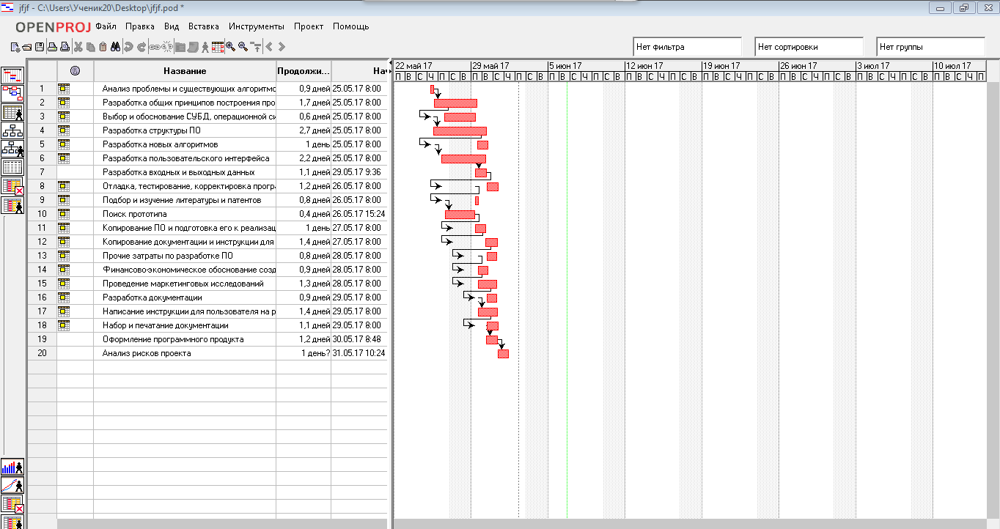 jfjf - C:\Users\Ученик20\Desktop\jfjf.pod *
OPENPROJ Файл Правка Вид Вставка Инструменты Проект Помощь
Нет фильтра Нет сортировки Нет группы
Название Продолжи... Нач
22 май 17 29 май 17 5 июн 17 12 июн 17 19 июн 17 26 июн 17 3 июл 17 10 июл 17
П В С Ч П С В П В С Ч П С В П В С Ч П С В П В С Ч П С В П В С Ч П С В П В С Ч П С В П В С Ч П С В П В С Ч П
1 Анализ проблемы и существующих алгоритмо 0,9 дней 25.05.17 8:00
2 Разработка общих принципов построения про 1,7 дней 25.05.17 8:00
3 Выбор и обоснование СУБД, операционной си 0,6 дней 25.05.17 8:00
4 Разработка структуры ПО 2,7 дней 25.05.17 8:00
5 Разработка новых алгоритмов 1 день 25.05.17 8:00
6 Разработка пользовательского интерфейса 2,2 дней 25.05.17 8:00
7 Разработка входных и выходных данных 1,1 дней 29.05.17 9:36
8 Отладка, тестирование, корректировка прогр 1,2 дней 26.05.17 8:00
9 Подбор и изучение литературы и патентов 0,8 дней 26.05.17 8:00
10 Поиск прототипа 0,4 дней 26.05.17 15:24
11 Копирование ПО и подготовка его к реализац 1 день 27.05.17 8:00
12 Копирование документации и инструкции для 1,4 дней 27.05.17 8:00
13 Прочие затраты по разработке ПО 0,8 дней 28.05.17 8:00
14 Финансово-экономическое обоснование созд 0,9 дней 28.05.17 8:00
15 Проведение маркетинговых исследований 1,3 дней 28.05.17 8:00
16 Разработка документации 0,9 дней 29.05.17 8:00
17 Написание инструкции для пользователя на р 1,4 дней 29.05.17 8:00
18 Набор и печатание документации 1,1 дней 29.05.17 8:00
19 Оформление программного продукта 1,2 дней 30.05.17 8:48
20 Анализ рисков проекта 1 день? 31.05.17 10:24